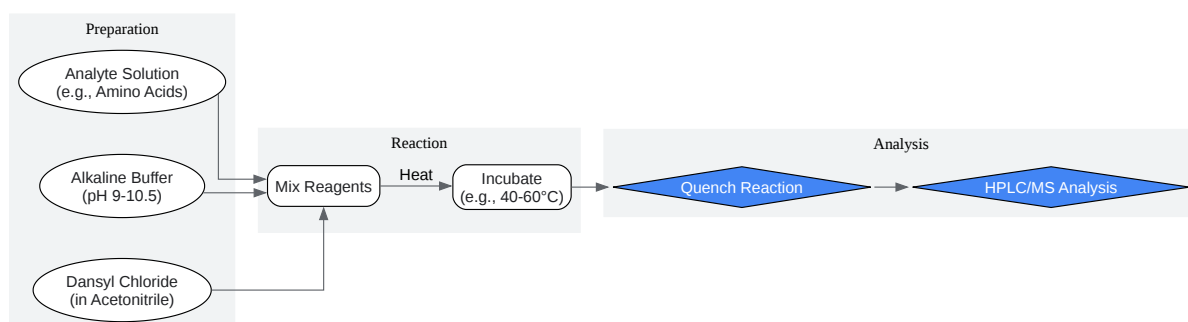 Preparation
Analyte Solution
(e.g., Amino Acids)
Alkaline Buffer
(pH 9-10.5)
Dansyl Chloride
(in Acetonitrile)
Reaction
Mix Reagents
Heat
Incubate
(e.g., 40-60°C)
Analysis
Quench Reaction
HPLC/MS Analysis